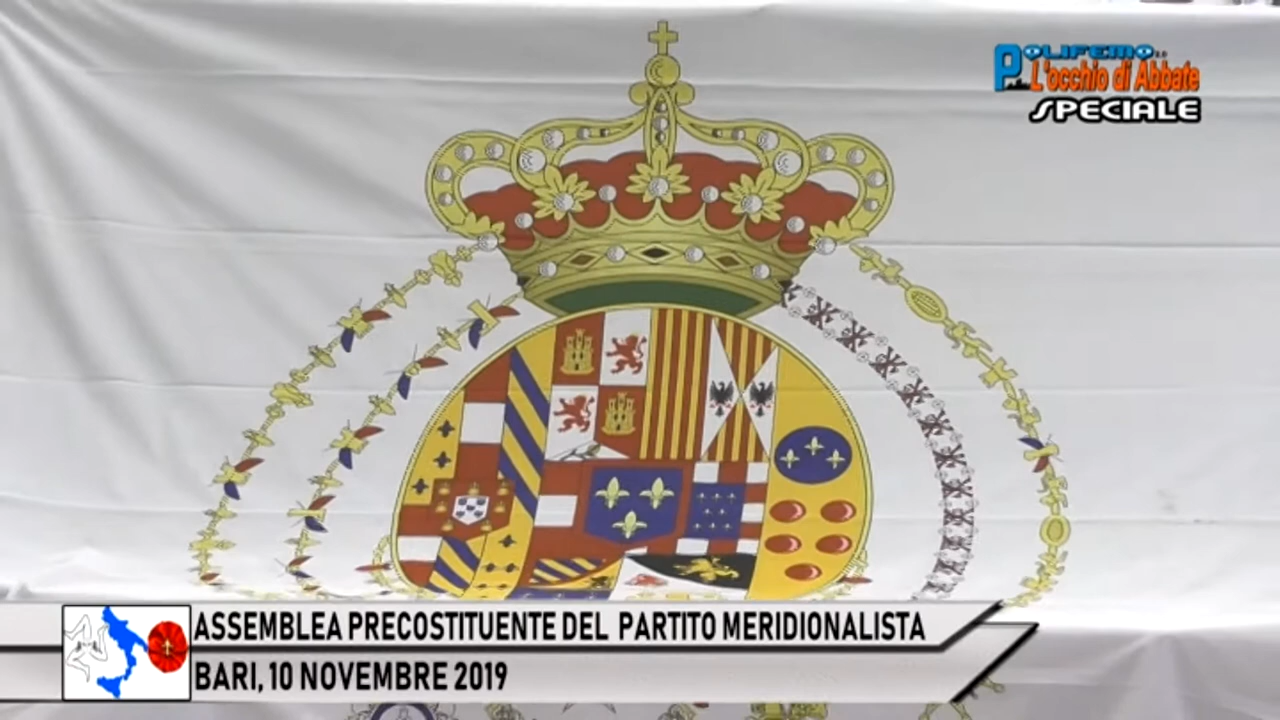 POLIFEMO
L'occhio di Abbate
SPECIALE
ASSEMBLEA PRECOSTITUENTE DEL PARTITO MERIDIONALISTA
BARI, 10 NOVEMBRE 2019